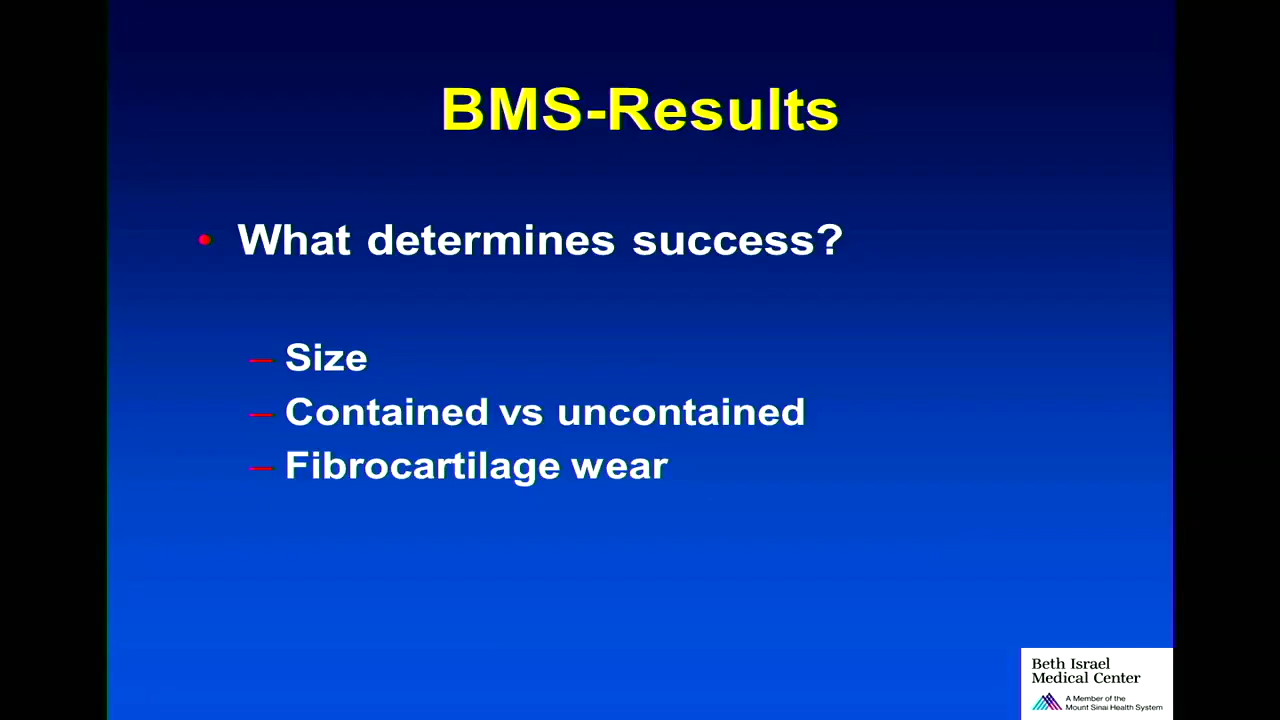 BMS-Results
• What determines success?
– Size
– Contained vs uncontained
– Fibrocartilage wear
Beth Israel
Medical Center
A Member of the
Mount Sinai Health System